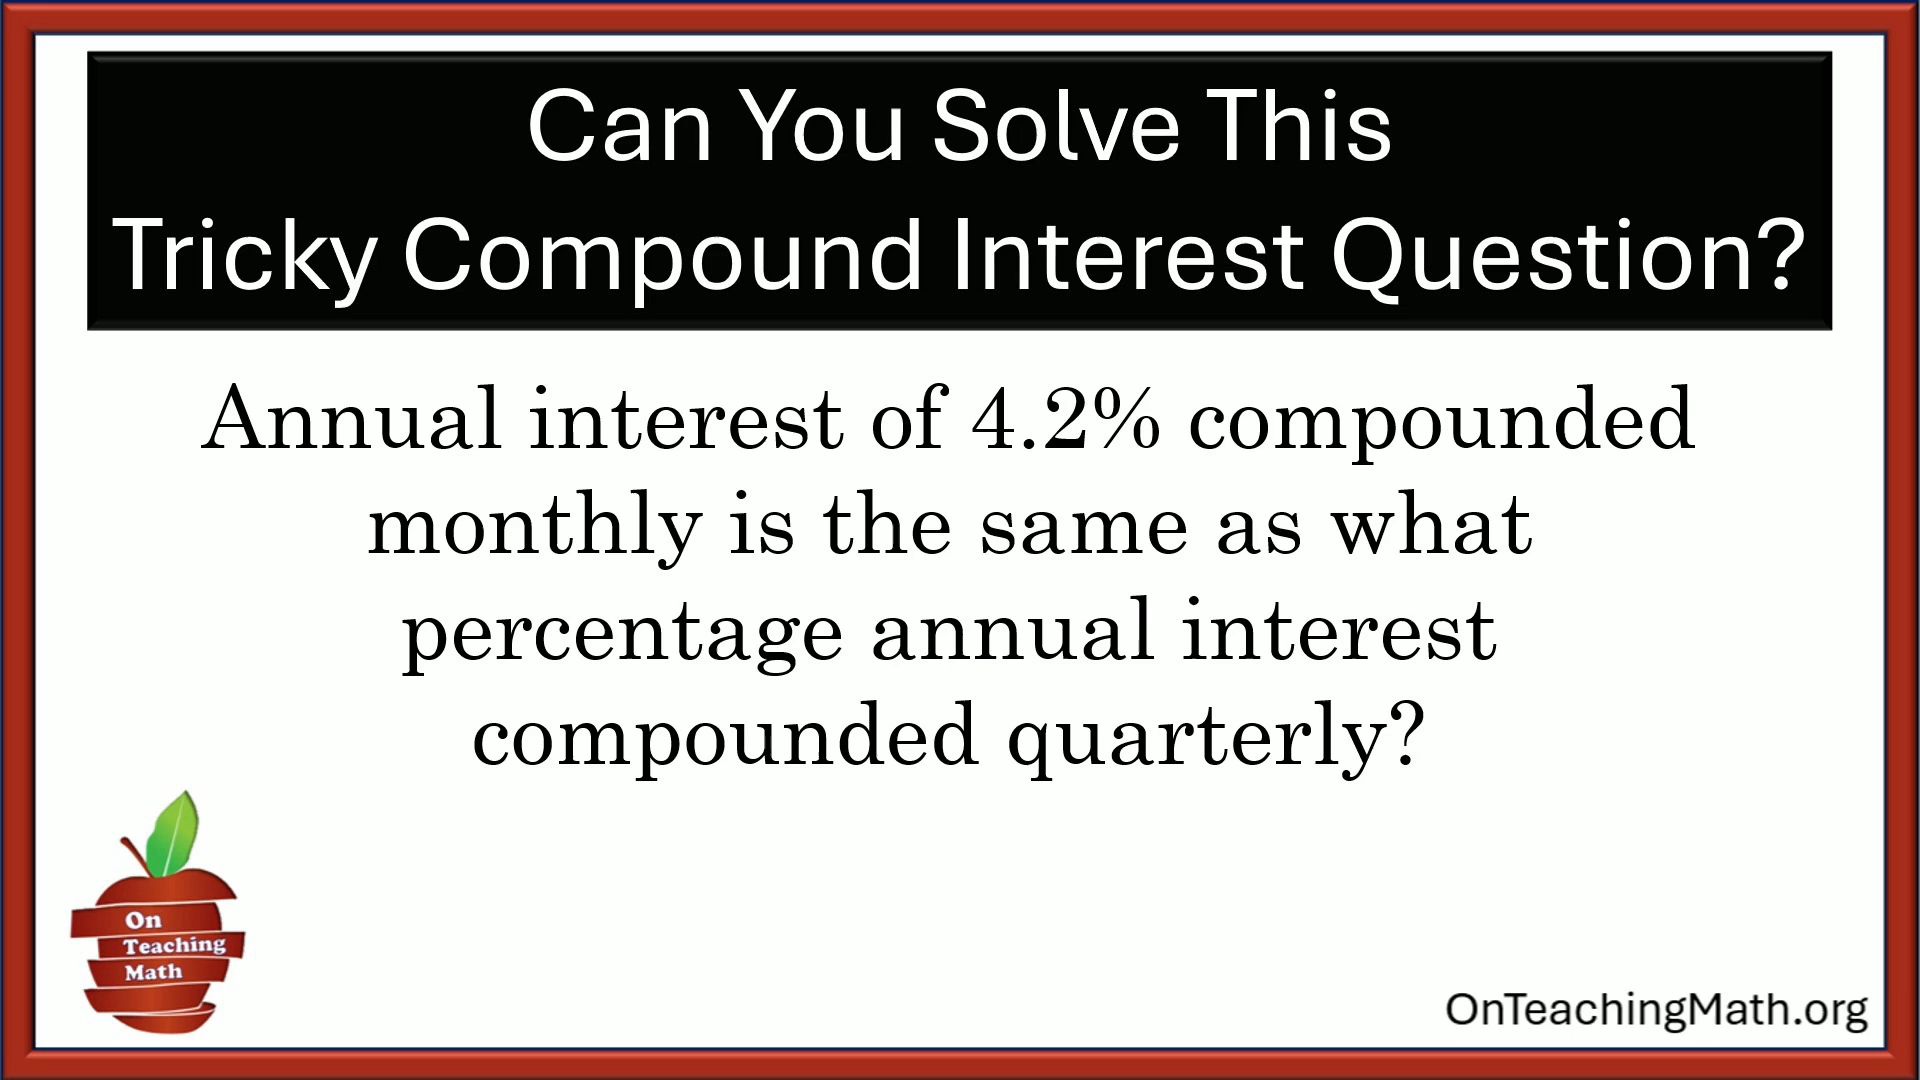 Can You Solve This
Tricky Compound Interest Question?
Annual interest of 4.2% compounded
monthly is the same as what
percentage annual interest
compounded quarterly?
On
Teaching
Math
OnTeachingMath.org